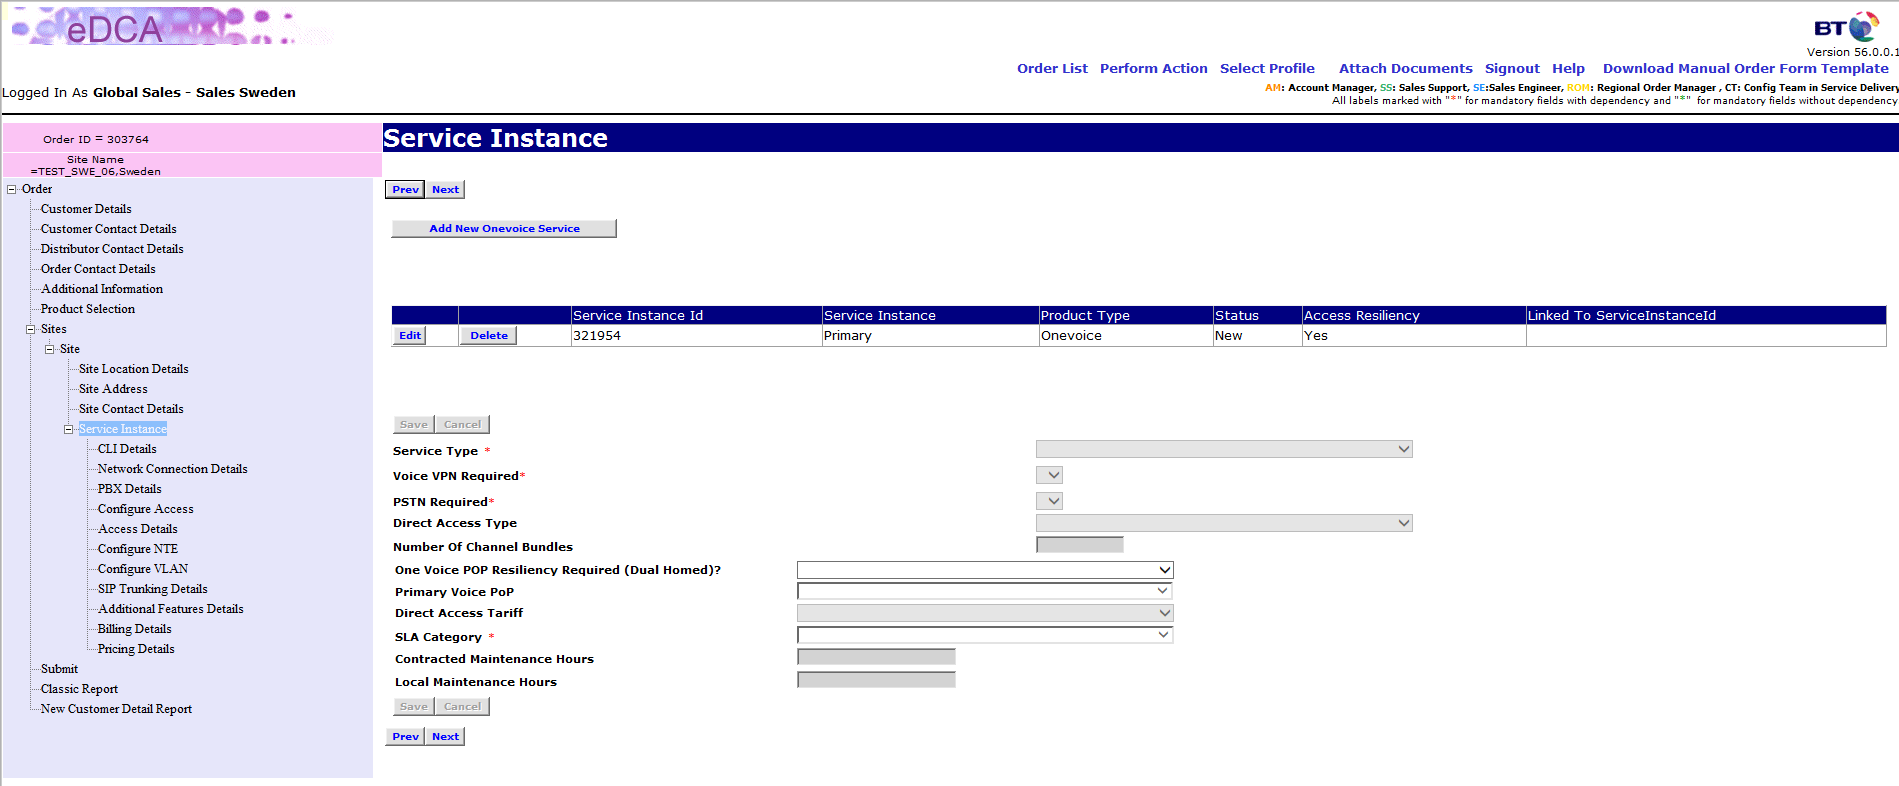 eDCA
BT
Version 56.0.0.1
Order List Perform Action Select Profile Attach Documents Signout Help Download Manual Order Form Template
Logged In As Global Sales - Sales Sweden
AM: Account Manager, SS: Sales Support, SE:Sales Engineer, ROM: Regional Order Manager , CT: Config Team in Service Delivery
All labels marked with "*" for mandatory fields with dependency and "*" for mandatory fields without dependency
Order ID = 303764
Site Name
=TEST_SWE_06,Sweden
Order
Customer Details
Customer Contact Details
Distributor Contact Details
Order Contact Details
Additional Information
Product Selection
Sites
Site
Site Location Details
Site Address
Site Contact Details
Service Instance
CLI Details
Network Connection Details
PBX Details
Configure Access
Access Details
Configure NTE
Configure VLAN
SIP Trunking Details
Additional Features Details
Billing Details
Pricing Details
Submit
Classic Report
New Customer Detail Report
Service Instance
Prev Next
Add New Onevoice Service
Service Instance Id Service Instance Product Type Status Access Resiliency Linked To ServiceInstanceId
Edit Delete 321954 Primary Onevoice New Yes
Save Cancel
Service Type *
Voice VPN Required*
PSTN Required*
Direct Access Type
Number Of Channel Bundles
One Voice POP Resiliency Required (Dual Homed)?
Primary Voice PoP
Direct Access Tariff
SLA Category *
Contracted Maintenance Hours
Local Maintenance Hours
Save Cancel
Prev Next